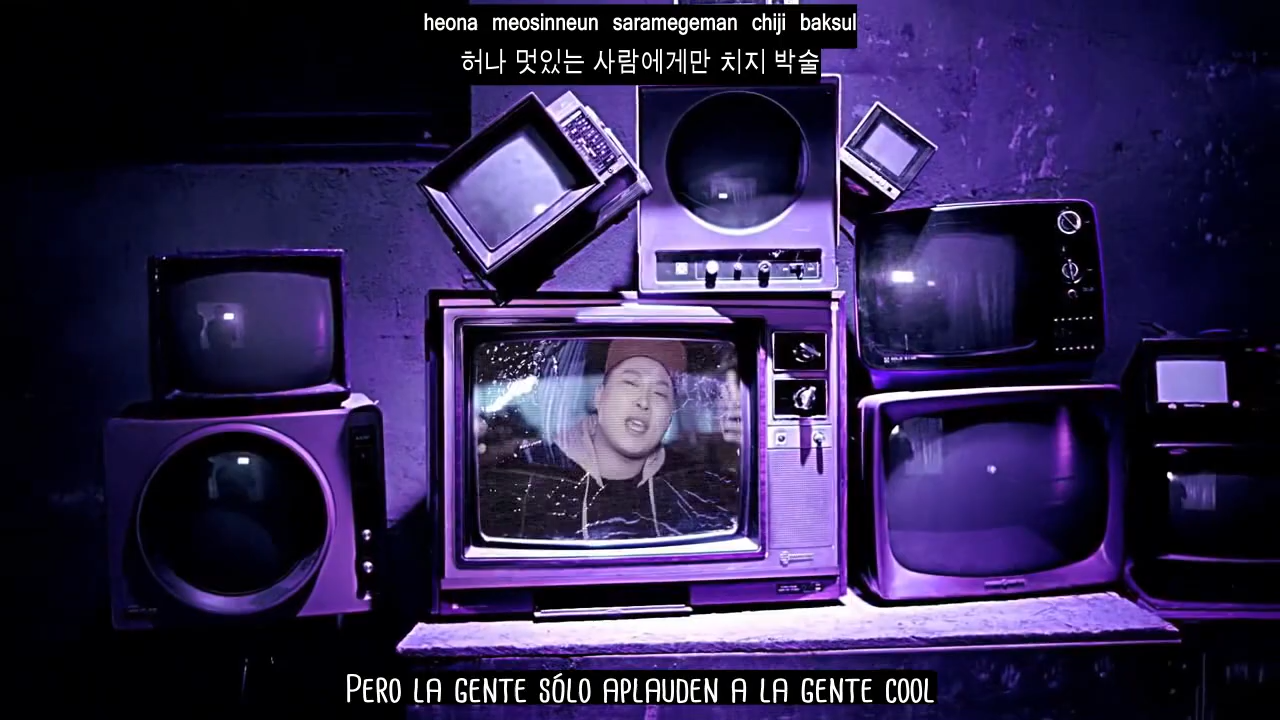 heona meosinneun saramegeman chiji baksul
허나 멋있는 사람에게만 치지 박술
Pero la gente sólo aplauden a la gente cool